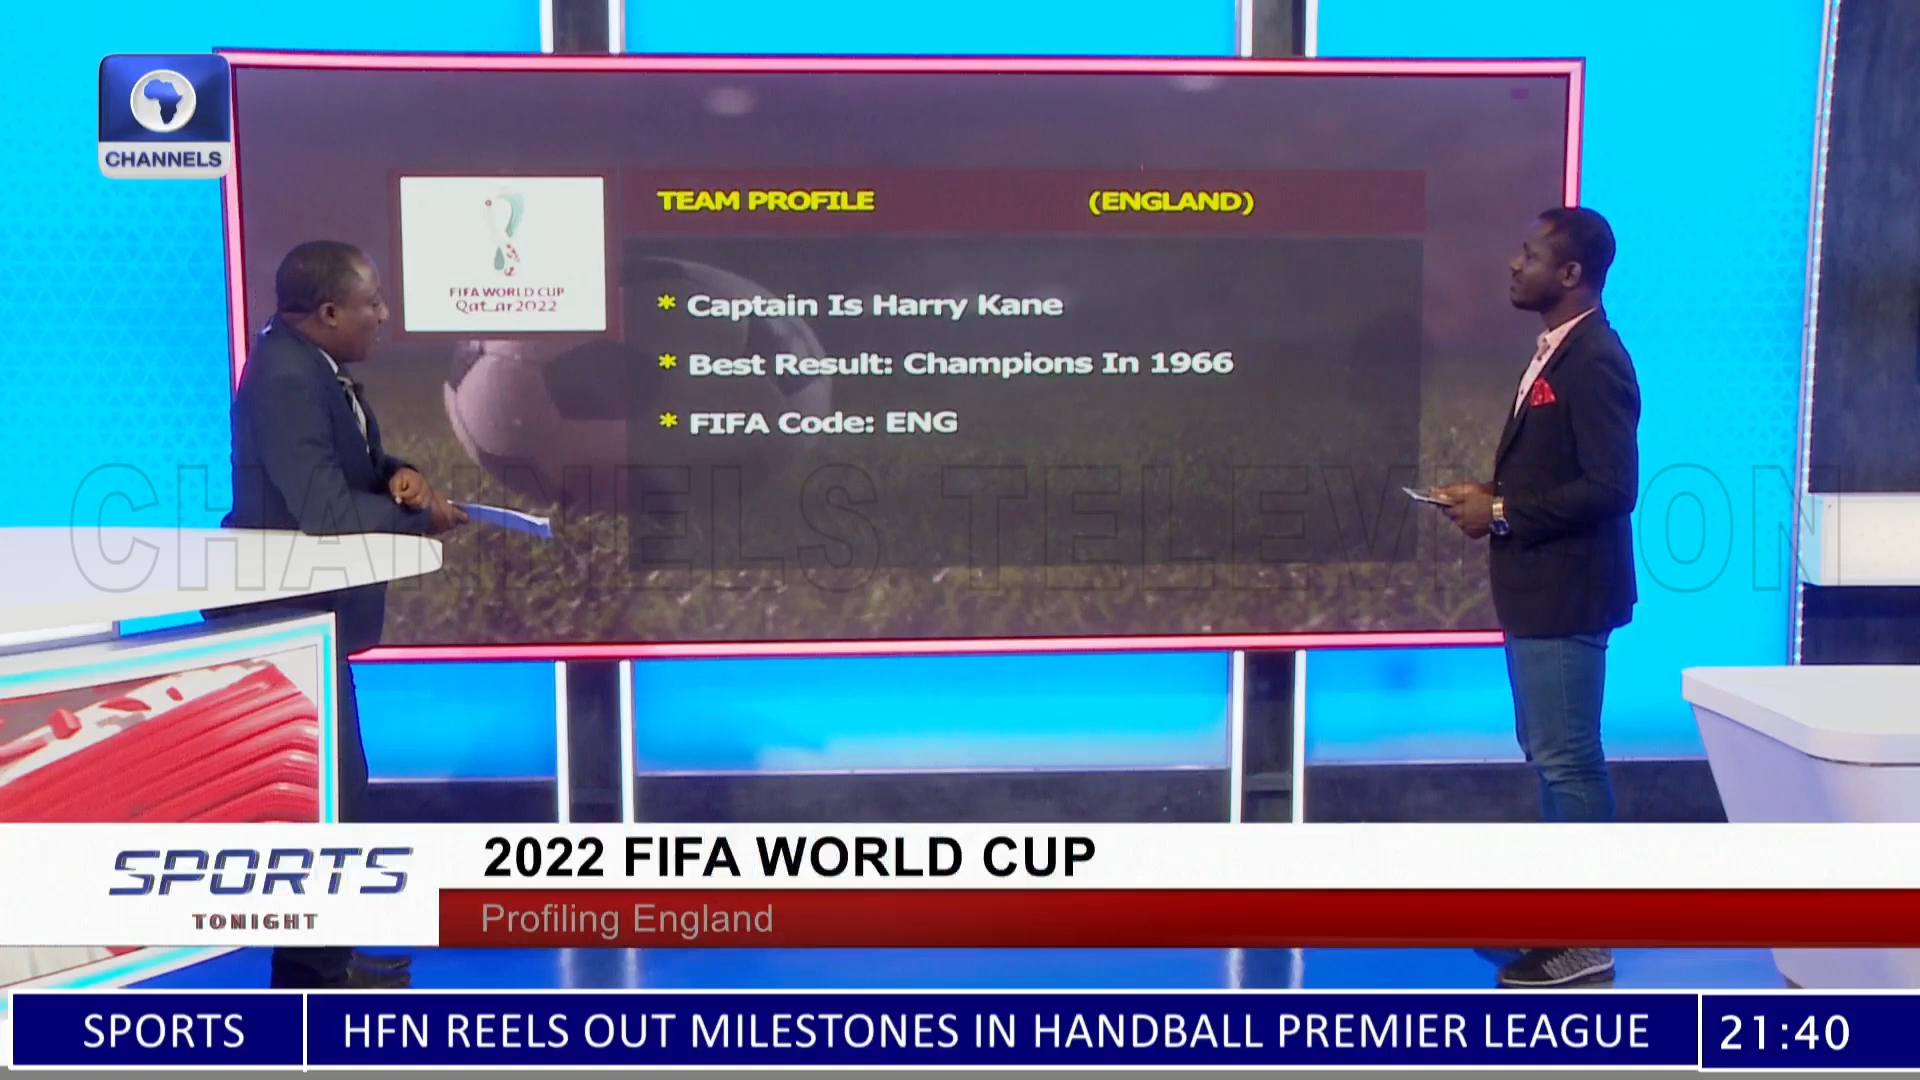 CHANNELS
TEAM PROFILE (ENGLAND)
FIFA WORLD CUP
Qatar2022
* Captain Is Harry Kane
* Best Result: Champions In 1966
* FIFA Code: ENG
CHANNELS TELEVISION
SPORTS
TONIGHT
2022 FIFA WORLD CUP
Profiling England
SPORTS
HFN REELS OUT MILESTONES IN HANDBALL PREMIER LEAGUE
21:40